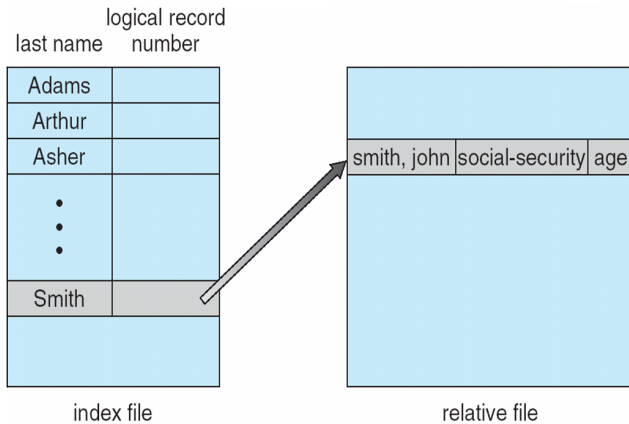 logical record
last name number
Adams
Arthur
Asher
Smith
smith, john social-security age
index file
relative file